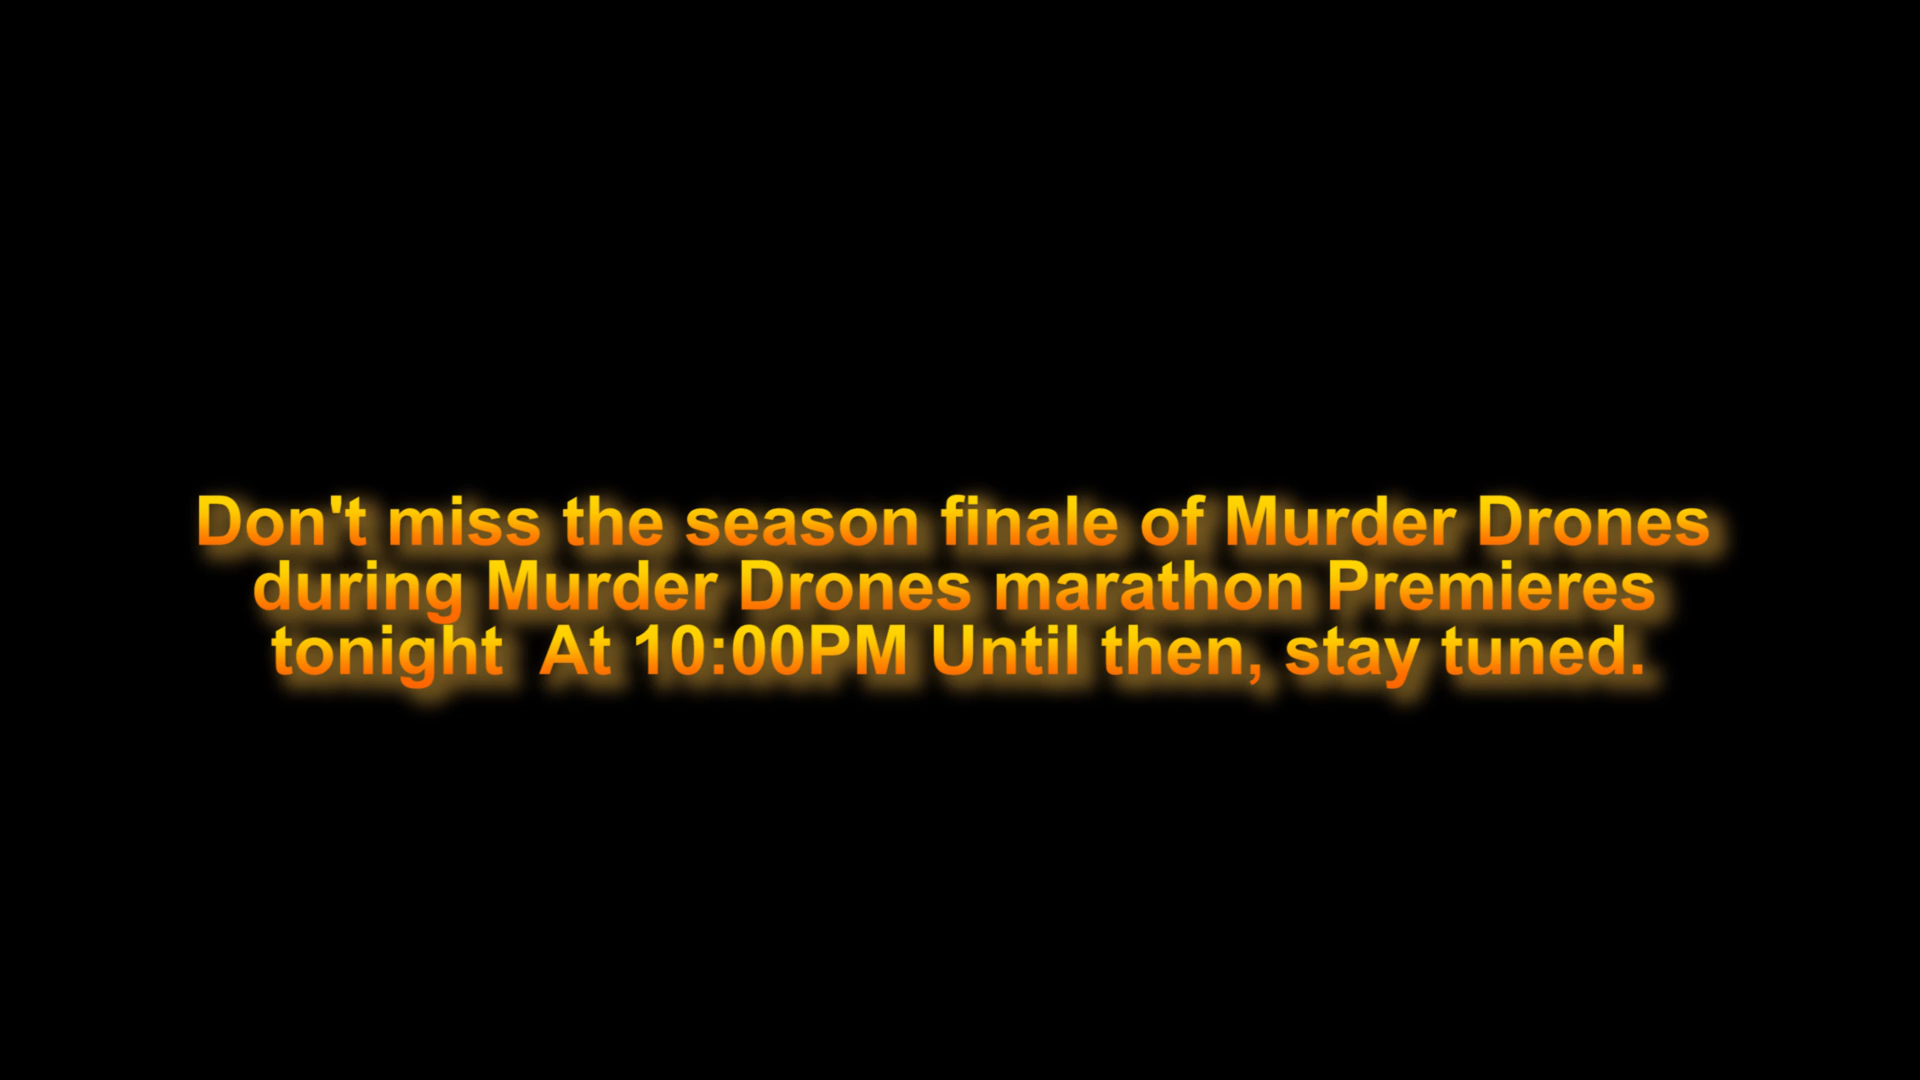 Don't miss the season finale of Murder Drones
during Murder Drones marathon Premieres
tonight  At 10:00PM Until then, stay tuned.